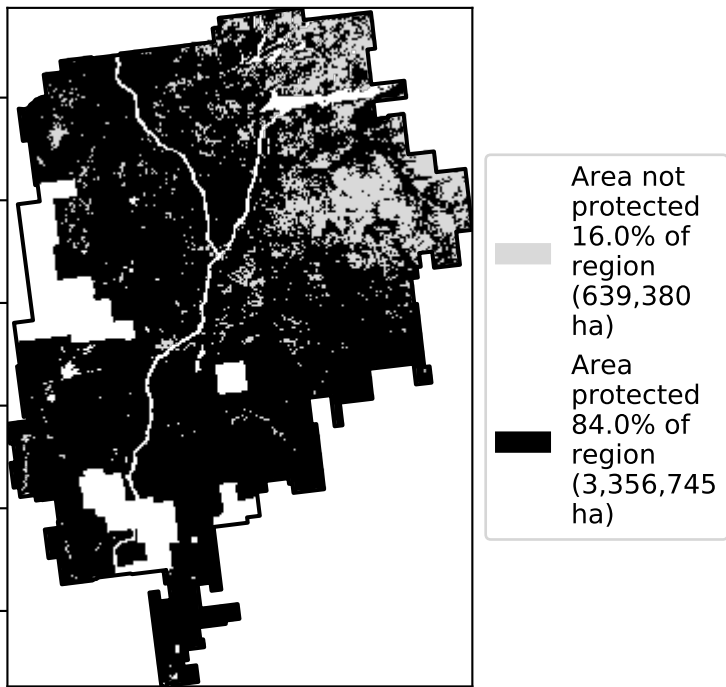 Area not
protected
16.0% of
region
(639,380
ha)
Area
protected
84.0% of
region
(3,356,745
ha)